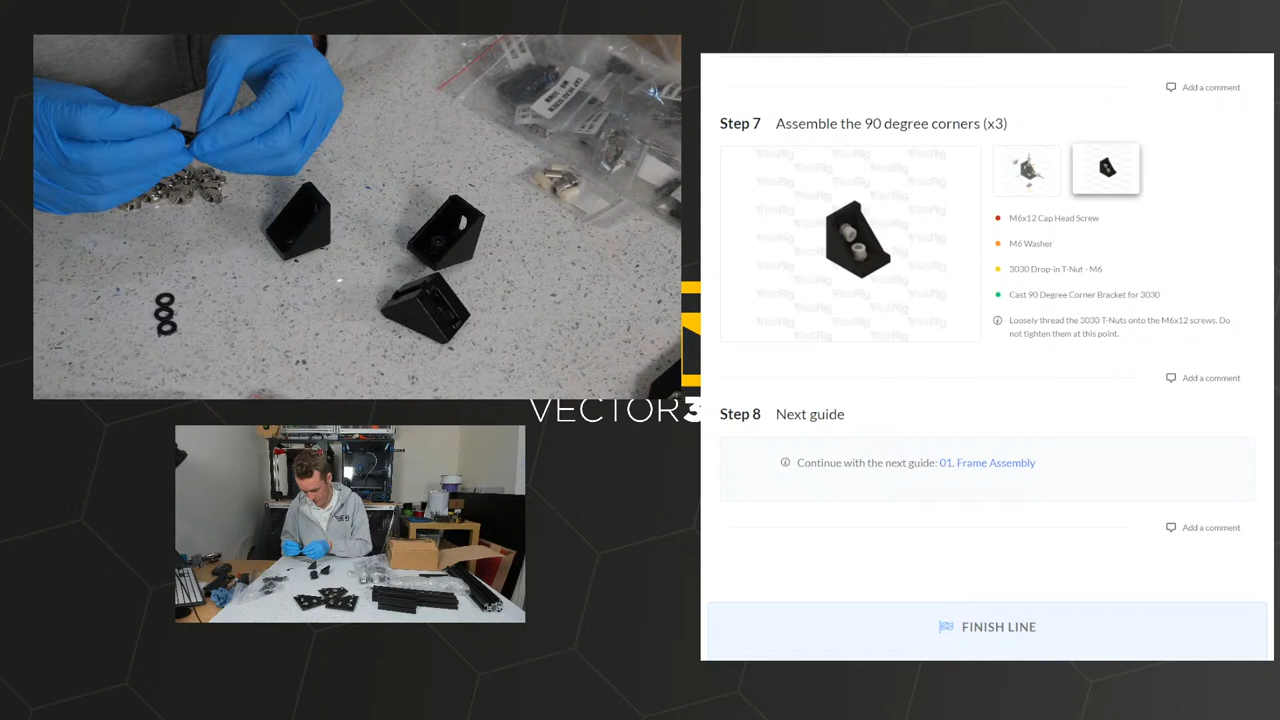 CAP HEAD SCREW
VECTOR3
Add a comment
Step 7 Assemble the 90 degree corners (x3)
M6x12 Cap Head Screw
M6 Washer
3030 Drop-in T-Nut - M6
Cast 90 Degree Corner Bracket for 3030
Loosely thread the 3030 T-Nuts onto the M6x12 screws. Do
not tighten them at this point.
Add a comment
Step 8 Next guide
Continue with the next guide: 01. Frame Assembly
Add a comment
FINISH LINE